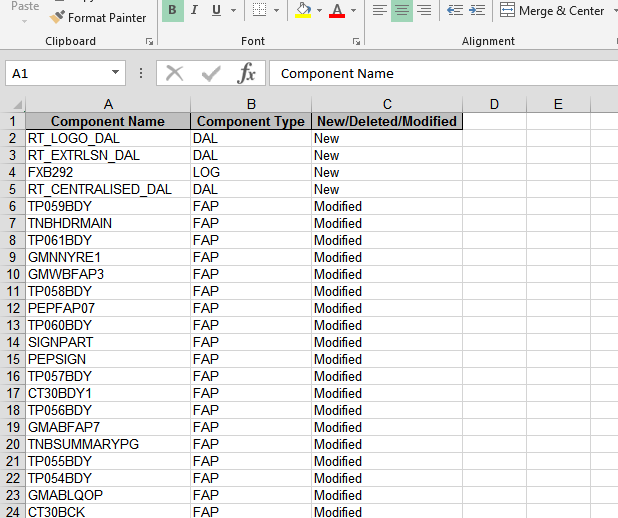 Paste
Format Painter
B I U A
Merge & Center
Clipboard Font Alignment
A1 fx Component Name
A B C D E
1 Component Name Component Type New/Deleted/Modified
2 RT_LOGO_DAL DAL New
3 RT_EXTRLSN_DAL DAL New
4 FXB292 LOG New
5 RT_CENTRALISED_DAL DAL New
6 TP059BDY FAP Modified
7 TNBHDRMAIN FAP Modified
8 TP061BDY FAP Modified
9 GMNNYRE1 FAP Modified
10 GMWBFAP3 FAP Modified
11 TP058BDY FAP Modified
12 PEPFAP07 FAP Modified
13 TP060BDY FAP Modified
14 SIGNPART FAP Modified
15 PEPSIGN FAP Modified
16 TP057BDY FAP Modified
17 CT30BDY1 FAP Modified
18 TP056BDY FAP Modified
19 GMABFAP7 FAP Modified
20 TNBSUMMARYPG FAP Modified
21 TP055BDY FAP Modified
22 TP054BDY FAP Modified
23 GMABLQOP FAP Modified
24 CT30BCK FAP Modified